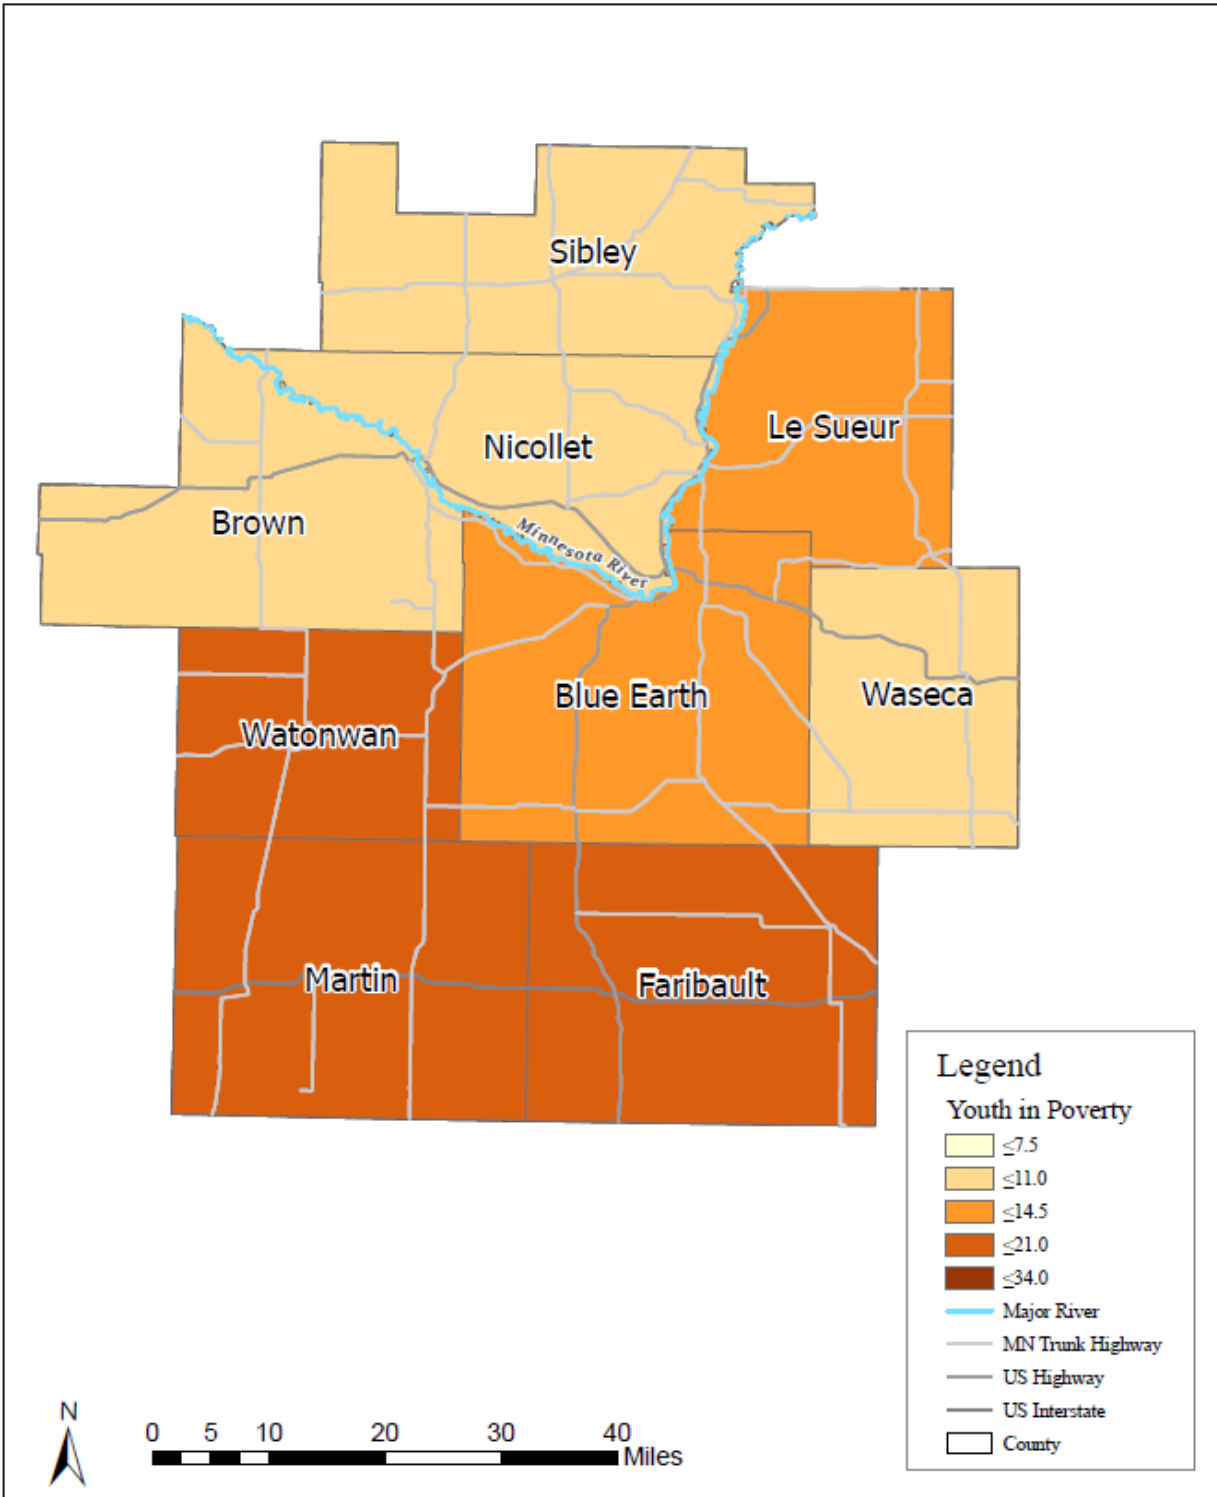 Sibley
Le Sueur
Nicollet
Brown
Minnesota River
Blue Earth
Waseca
Watonwan
Martin
Faribault
Legend
Youth in Poverty
≤7.5
≤11.0
≤14.5
≤21.0
≤34.0
Major River
MN Trunk Highway
US Highway
US Interstate
County
N
0 5 10 20 30 40
Miles